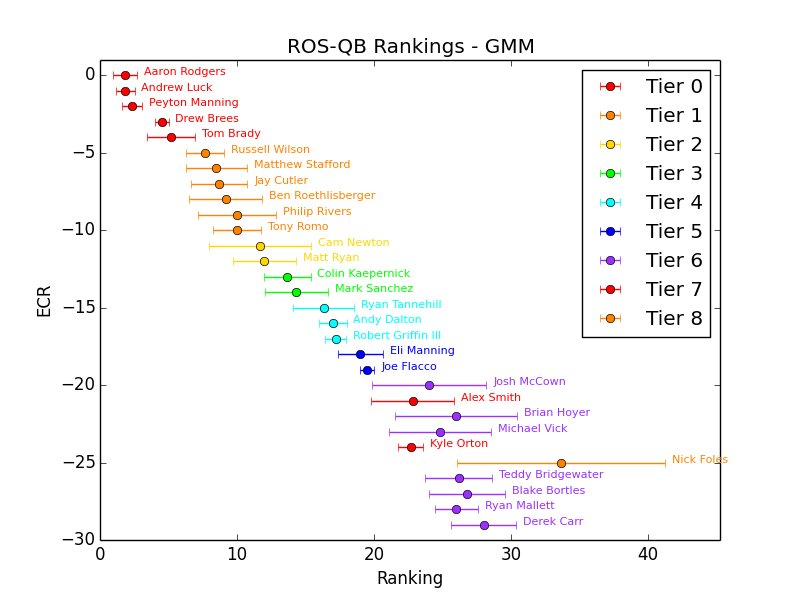 ROS-QB Rankings - GMM
Aaron Rodgers
Andrew Luck
Peyton Manning
Drew Brees
Tom Brady
Russell Wilson
Matthew Stafford
Jay Cutler
Ben Roethlisberger
Philip Rivers
Tony Romo
Cam Newton
Matt Ryan
Colin Kaepernick
Mark Sanchez
Ryan Tannehill
Andy Dalton
Robert Griffin III
Eli Manning
Joe Flacco
Josh McCown
Alex Smith
Brian Hoyer
Michael Vick
Kyle Orton
Nick Foles
Teddy Bridgewater
Blake Bortles
Ryan Mallett
Derek Carr
Tier 0
Tier 1
Tier 2
Tier 3
Tier 4
Tier 5
Tier 6
Tier 7
Tier 8
0
−5
−10
−15
−20
−25
−30
ECR
0
10
20
30
40
Ranking